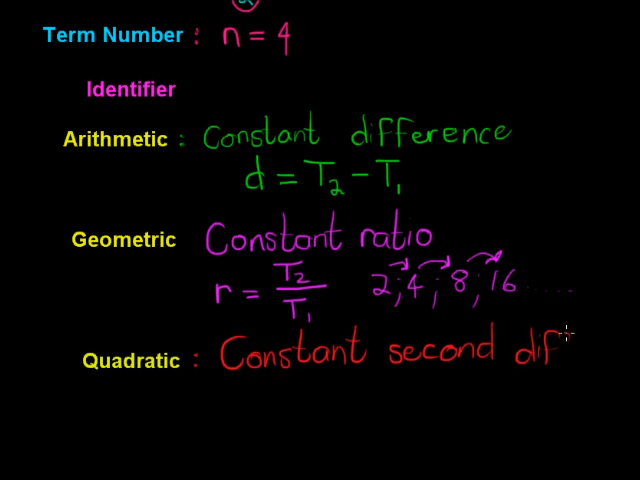 Term Number : n = 4
Identifier
Arithmetic : Constant difference
d = T₂ - T₁
Geometric Constant ratio
r = T₂/T₁ 2 ; 4 ; 8 ; 16 ......
Quadratic : Constant second dif